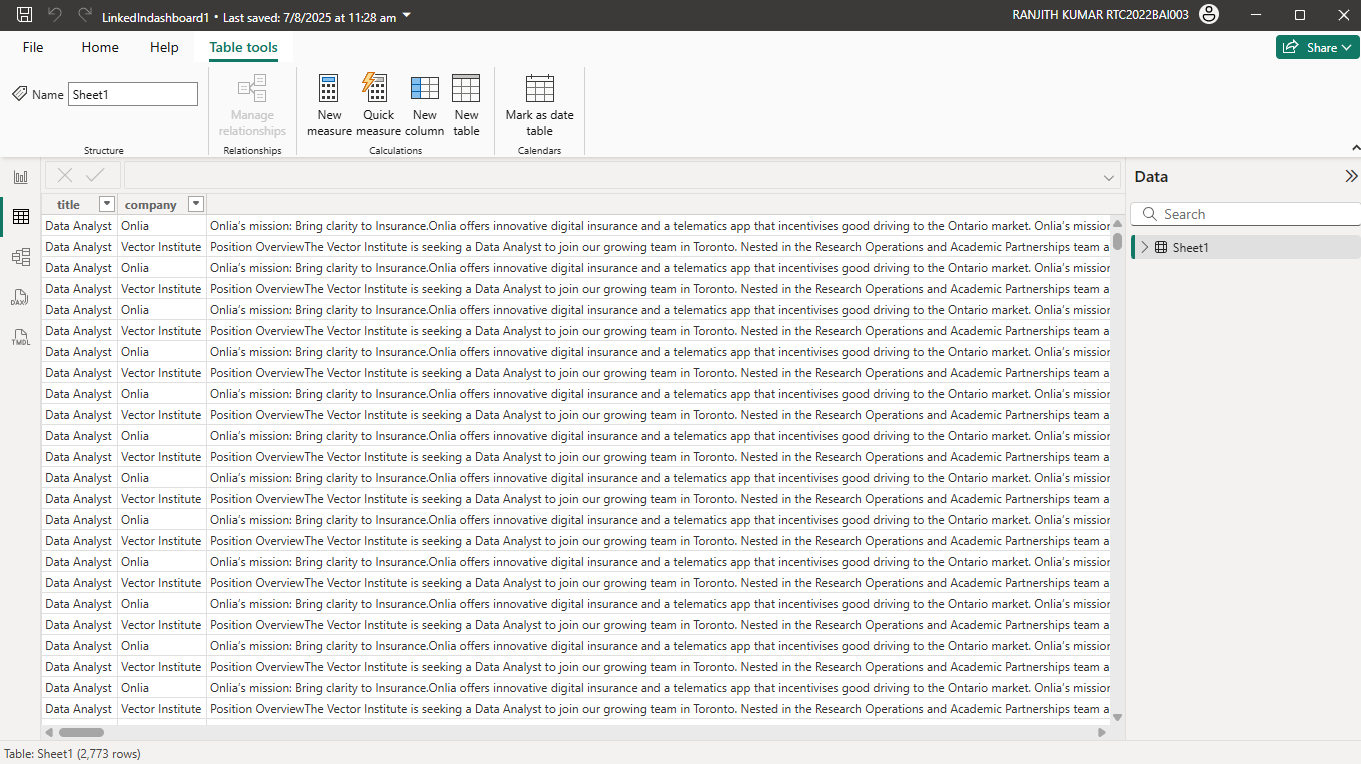 LinkedIndashboard1 • Last saved: 7/8/2025 at 11:28 am
RANJITH KUMAR RTC2022BAI003
File Home Help Table tools
Share
Name Sheet1
Manage relationships
New measure
Quick measure
New column
New table
Mark as date table
Structure Relationships Calculations Calendars
DAX
TMDL
title company
Data Analyst Onlia Onlia's mission: Bring clarity to Insurance.Onlia offers innovative digital insurance and a telematics app that incentivises good driving to the Ontario market. Onlia's mission
Data Analyst Vector Institute Position OverviewThe Vector Institute is seeking a Data Analyst to join our growing team in Toronto. Nested in the Research Operations and Academic Partnerships team a
Data Analyst Onlia Onlia's mission: Bring clarity to Insurance.Onlia offers innovative digital insurance and a telematics app that incentivises good driving to the Ontario market. Onlia's mission
Data Analyst Vector Institute Position OverviewThe Vector Institute is seeking a Data Analyst to join our growing team in Toronto. Nested in the Research Operations and Academic Partnerships team a
Data Analyst Onlia Onlia's mission: Bring clarity to Insurance.Onlia offers innovative digital insurance and a telematics app that incentivises good driving to the Ontario market. Onlia's mission
Data Analyst Vector Institute Position OverviewThe Vector Institute is seeking a Data Analyst to join our growing team in Toronto. Nested in the Research Operations and Academic Partnerships team a
Data Analyst Onlia Onlia's mission: Bring clarity to Insurance.Onlia offers innovative digital insurance and a telematics app that incentivises good driving to the Ontario market. Onlia's mission
Data Analyst Vector Institute Position OverviewThe Vector Institute is seeking a Data Analyst to join our growing team in Toronto. Nested in the Research Operations and Academic Partnerships team a
Data Analyst Onlia Onlia's mission: Bring clarity to Insurance.Onlia offers innovative digital insurance and a telematics app that incentivises good driving to the Ontario market. Onlia's mission
Data Analyst Vector Institute Position OverviewThe Vector Institute is seeking a Data Analyst to join our growing team in Toronto. Nested in the Research Operations and Academic Partnerships team a
Data Analyst Onlia Onlia's mission: Bring clarity to Insurance.Onlia offers innovative digital insurance and a telematics app that incentivises good driving to the Ontario market. Onlia's mission
Data Analyst Vector Institute Position OverviewThe Vector Institute is seeking a Data Analyst to join our growing team in Toronto. Nested in the Research Operations and Academic Partnerships team a
Data Analyst Onlia Onlia's mission: Bring clarity to Insurance.Onlia offers innovative digital insurance and a telematics app that incentivises good driving to the Ontario market. Onlia's mission
Data Analyst Vector Institute Position OverviewThe Vector Institute is seeking a Data Analyst to join our growing team in Toronto. Nested in the Research Operations and Academic Partnerships team a
Data Analyst Onlia Onlia's mission: Bring clarity to Insurance.Onlia offers innovative digital insurance and a telematics app that incentivises good driving to the Ontario market. Onlia's mission
Data Analyst Vector Institute Position OverviewThe Vector Institute is seeking a Data Analyst to join our growing team in Toronto. Nested in the Research Operations and Academic Partnerships team a
Data Analyst Onlia Onlia's mission: Bring clarity to Insurance.Onlia offers innovative digital insurance and a telematics app that incentivises good driving to the Ontario market. Onlia's mission
Data Analyst Vector Institute Position OverviewThe Vector Institute is seeking a Data Analyst to join our growing team in Toronto. Nested in the Research Operations and Academic Partnerships team a
Data Analyst Onlia Onlia's mission: Bring clarity to Insurance.Onlia offers innovative digital insurance and a telematics app that incentivises good driving to the Ontario market. Onlia's mission
Data Analyst Vector Institute Position OverviewThe Vector Institute is seeking a Data Analyst to join our growing team in Toronto. Nested in the Research Operations and Academic Partnerships team a
Data Analyst Onlia Onlia's mission: Bring clarity to Insurance.Onlia offers innovative digital insurance and a telematics app that incentivises good driving to the Ontario market. Onlia's mission
Data Analyst Vector Institute Position OverviewThe Vector Institute is seeking a Data Analyst to join our growing team in Toronto. Nested in the Research Operations and Academic Partnerships team a
Data Analyst Onlia Onlia's mission: Bring clarity to Insurance.Onlia offers innovative digital insurance and a telematics app that incentivises good driving to the Ontario market. Onlia's mission
Data Analyst Vector Institute Position OverviewThe Vector Institute is seeking a Data Analyst to join our growing team in Toronto. Nested in the Research Operations and Academic Partnerships team a
Data
Search
Sheet1
Table: Sheet1 (2,773 rows)